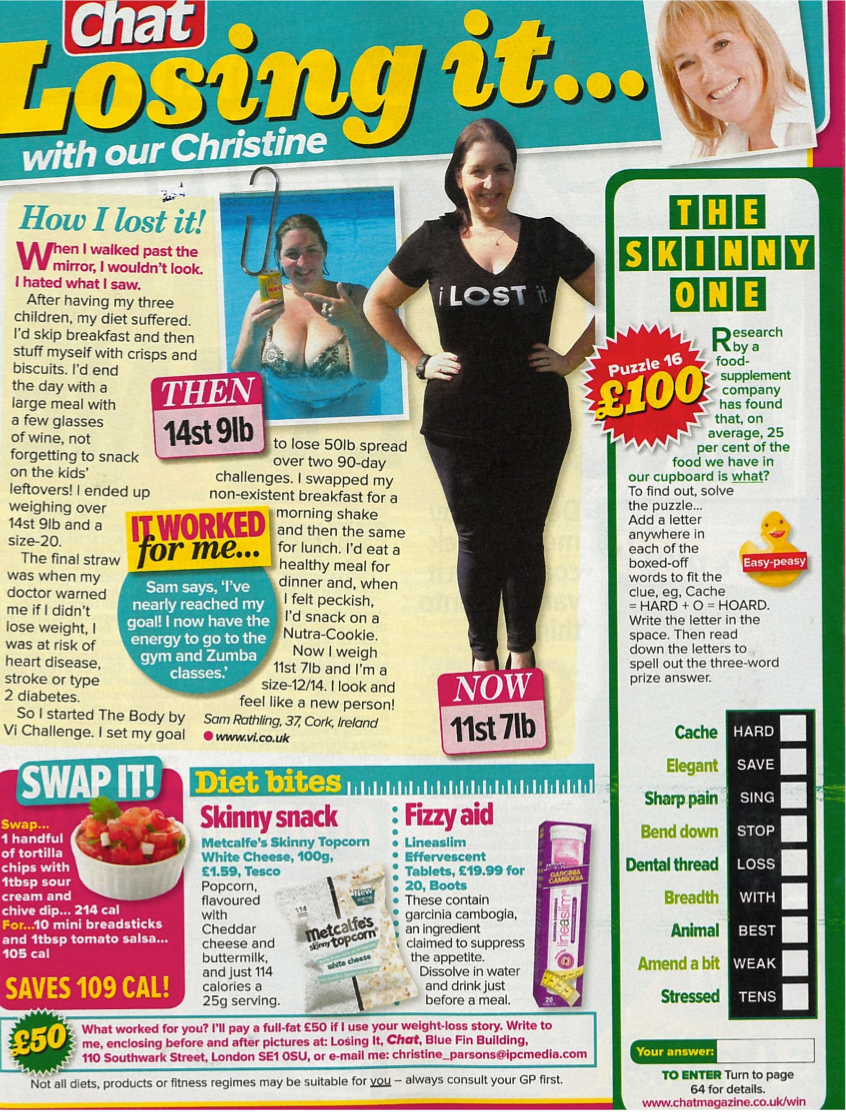 Chat
Losing it...
with our Christine
How I lost it!
When I walked past the
mirror, I wouldn't look.
I hated what I saw.
After having my three
children, my diet suffered.
I'd skip breakfast and then
stuff myself with crisps and
biscuits. I'd end
the day with a
large meal with
a few glasses
of wine, not
forgetting to snack
on the kids'
leftovers! I ended up
weighing over
14st 9lb and a
size-20.
The final straw
was when my
doctor warned
me if I didn't
lose weight, I
was at risk of
heart disease,
stroke or type
2 diabetes.
So I started The Body by
Vi Challenge. I set my goal
THEN
14st 9lb
to lose 50lb spread
over two 90-day
challenges. I swapped my
non-existent breakfast for a
morning shake
and then the same
for lunch. I'd eat a
healthy meal for
dinner and, when
I felt peckish,
I'd snack on a
Nutra-Cookie.
Now I weigh
11st 7lb and I'm a
size-12/14. I look and
feel like a new person!
Sam Rathling, 37, Cork, Ireland
● www.vi.co.uk
IT WORKED
for me...
Sam says, 'I've
nearly reached my
goal! I now have the
energy to go to the
gym and Zumba
classes.'
i LOST it
NOW
11st 7lb
THE
SKINNY
ONE
Puzzle 16
£100
Research
by a
food-
supplement
company
has found
that, on
average, 25
per cent of the
food we have in
our cupboard is what?
To find out, solve
the puzzle...
Add a letter
anywhere in
each of the
boxed-off
words to fit the
clue, eg, Cache
= HARD + O = HOARD.
Write the letter in the
space. Then read
down the letters to
spell out the three-word
prize answer.
Easy-peasy
Cache HARD
Elegant SAVE
Sharp pain SING
Bend down STOP
Dental thread LOSS
Breadth WITH
Animal BEST
Amend a bit WEAK
Stressed TENS
Your answer:
TO ENTER Turn to page
64 for details.
www.chatmagazine.co.uk/win
SWAP IT!
Swap...
1 handful
of tortilla
chips with
1tbsp sour
cream and
chive dip... 214 cal
For...10 mini breadsticks
and 1tbsp tomato salsa...
105 cal
SAVES 109 CAL!
Diet bites
Skinny snack
Metcalfe's Skinny Topcorn
White Cheese, 100g,
£1.59, Tesco
Popcorn,
flavoured
with
Cheddar
cheese and
buttermilk,
and just 114
calories a
25g serving.
New
114
Metcalfe's
skinny topcorn
white cheese
Fizzy aid
Lineaslim
Effervescent
Tablets, £19.99 for
20, Boots
These contain
garcinia cambogia,
an ingredient
claimed to suppress
the appetite.
Dissolve in water
and drink just
before a meal.
GARCINIA
CAMBOGIA
lineaslim
20
£50
What worked for you? I'll pay a full-fat £50 if I use your weight-loss story. Write to
me, enclosing before and after pictures at: Losing It, Chat, Blue Fin Building,
110 Southwark Street, London SE1 0SU, or e-mail me: christine_parsons@ipcmedia.com
Not all diets, products or fitness regimes may be suitable for you – always consult your GP first.